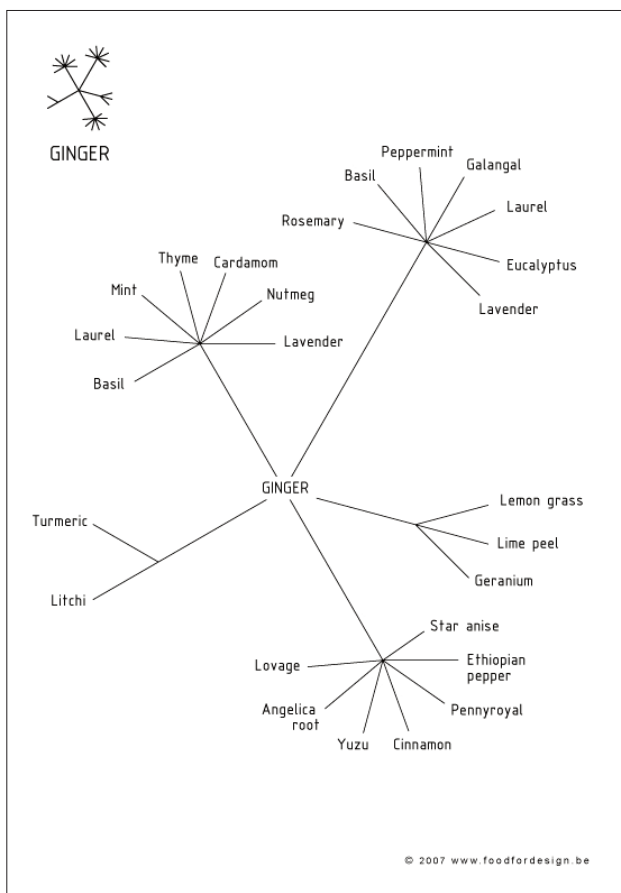 GINGER
Peppermint
Galangal
Basil
Laurel
Rosemary
Eucalyptus
Lavender
Thyme
Cardamom
Mint
Nutmeg
Laurel
Lavender
Basil
GINGER
Turmeric
Litchi
Lemon grass
Lime peel
Geranium
Star anise
Lovage
Ethiopian
pepper
Angelica
root
Pennyroyal
Yuzu
Cinnamon
© 2007 www.foodfordesign.be